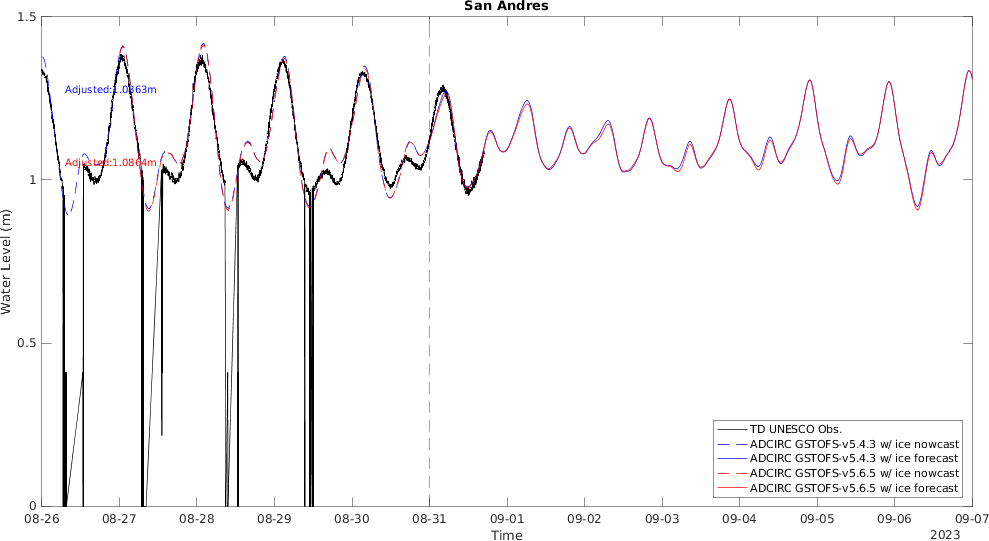 San Andres
1.5
1
0.5
0
Water Level (m)
Adjusted:1.0363m
Adjusted:1.0864m
TD UNESCO Obs.
ADCIRC GSTOFS-v5.4.3 w/ ice nowcast
ADCIRC GSTOFS-v5.4.3 w/ ice forecast
ADCIRC GSTOFS-v5.6.5 w/ ice nowcast
ADCIRC GSTOFS-v5.6.5 w/ ice forecast
08-26 08-27 08-28 08-29 08-30 08-31 09-01 09-02 09-03 09-04 09-05 09-06 09-07
Time
2023